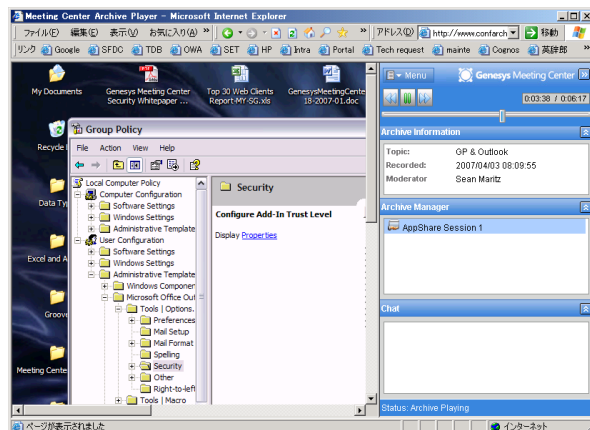 Meeting Center Archive Player - Microsoft Internet Explorer
ファイル(F) 編集(E) 表示(V) お気に入り(A) »
アドレス(D) http://www.confarch 移動
リンク Google SFDC TDB OWA SET HP Intra Portal Tech request mainte Cognos 英辞郎 »
My Documents
Genesys Meeting Center Security Whitepaper ...
Top 30 Web Clients Report-MY-SG.xls
GenesysMeetingCente 18-2007-01.doc
Recycle
Data Ty
Excel and A
Groov
Meeting Cente
Group Policy
File Action View Help
Local Computer Policy
Computer Configuration
Software Settings
Windows Settings
Administrative Template
User Configuration
Software Settings
Windows Settings
Administrative Template
Windows Componen
Microsoft Office Out
Tools | Options.
Preferences
Mail Setup
Mail Format
Spelling
Security
Other
Right-to-left
Tools | Macro
Security
Configure Add-In Trust Level
Display Properties
Menu
Genesys Meeting Center
0:03:38 / 0:06:17
Archive Information
Topic: GP & Outlook
Recorded: 2007/04/03 08:09:55
Moderator Sean Maritz
Archive Manager
AppShare Session 1
Chat
Status: Archive Playing
ページが表示されました
インターネット